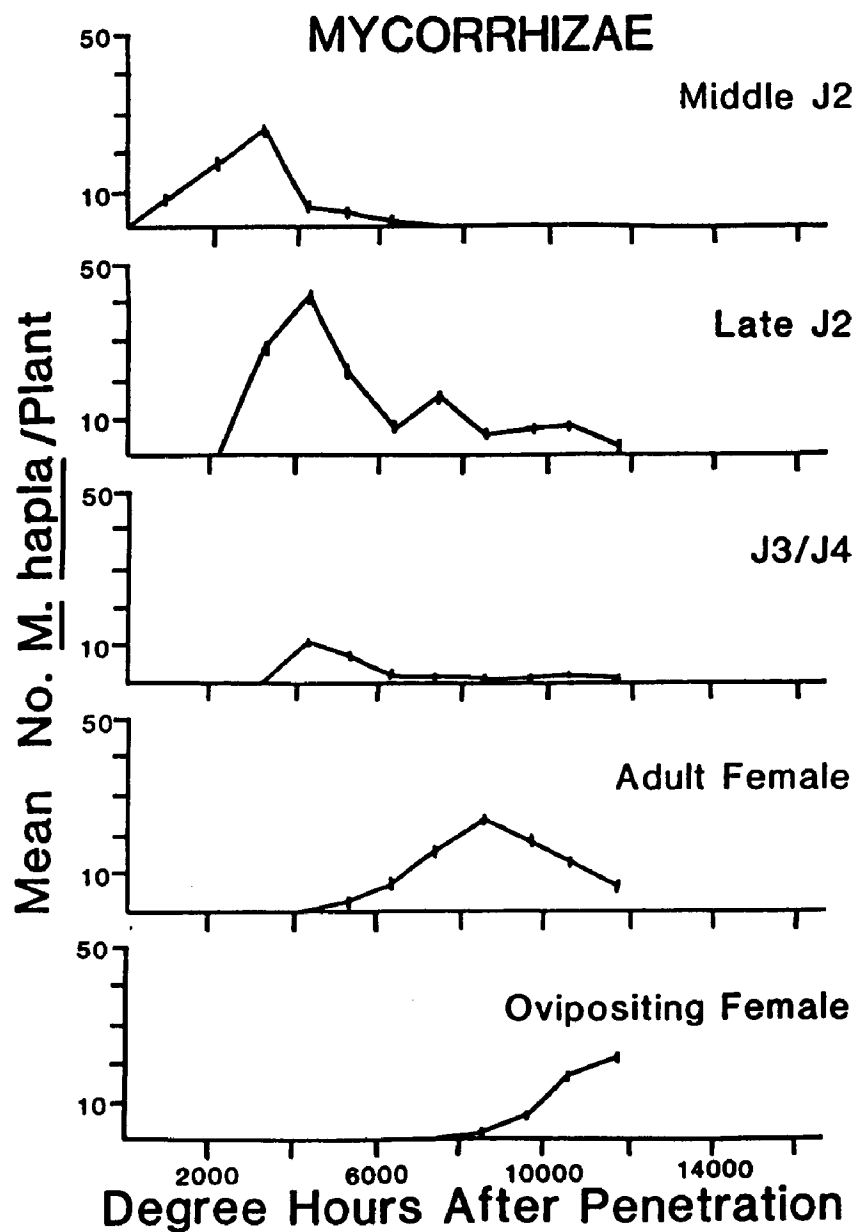 MYCORRHIZAE
50
10
Middle J2
50
10
Late J2
50
10
J3/J4
50
10
Adult Female
50
10
Ovipositing Female
Mean No. M. hapla/Plant
2000 6000 10000 14000
Degree Hours After Penetration